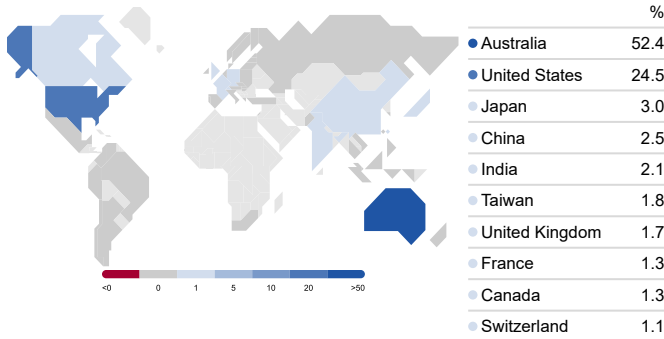 %
Australia 52.4
United States 24.5
Japan 3.0
China 2.5
India 2.1
Taiwan 1.8
United Kingdom 1.7
France 1.3
Canada 1.3
Switzerland 1.1
<0 0 1 5 10 20 >50